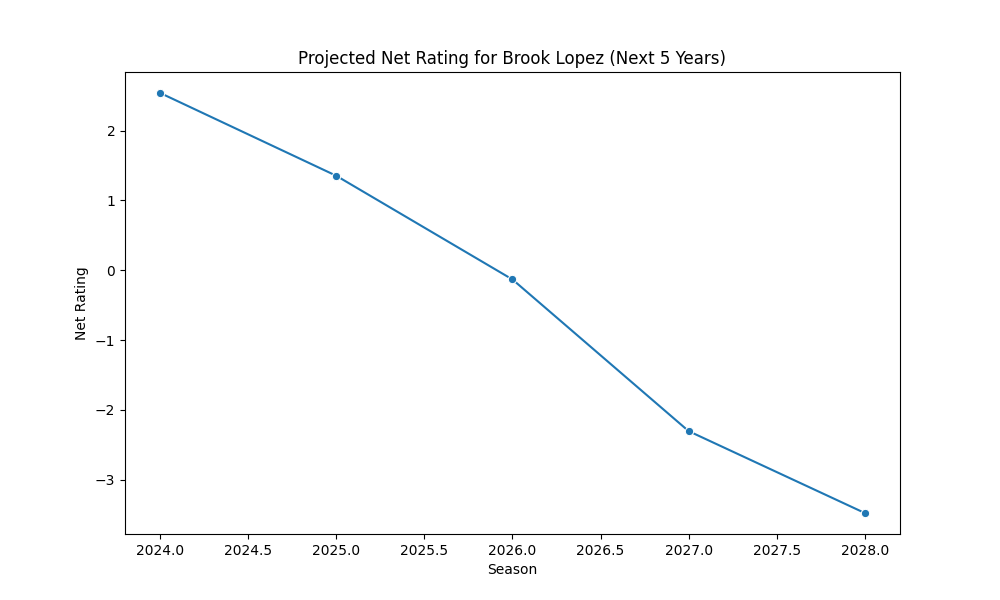 Projected Net Rating for Brook Lopez (Next 5 Years)
Net Rating
2
1
0
−1
−2
−3
2024.0 2024.5 2025.0 2025.5 2026.0 2026.5 2027.0 2027.5 2028.0
Season